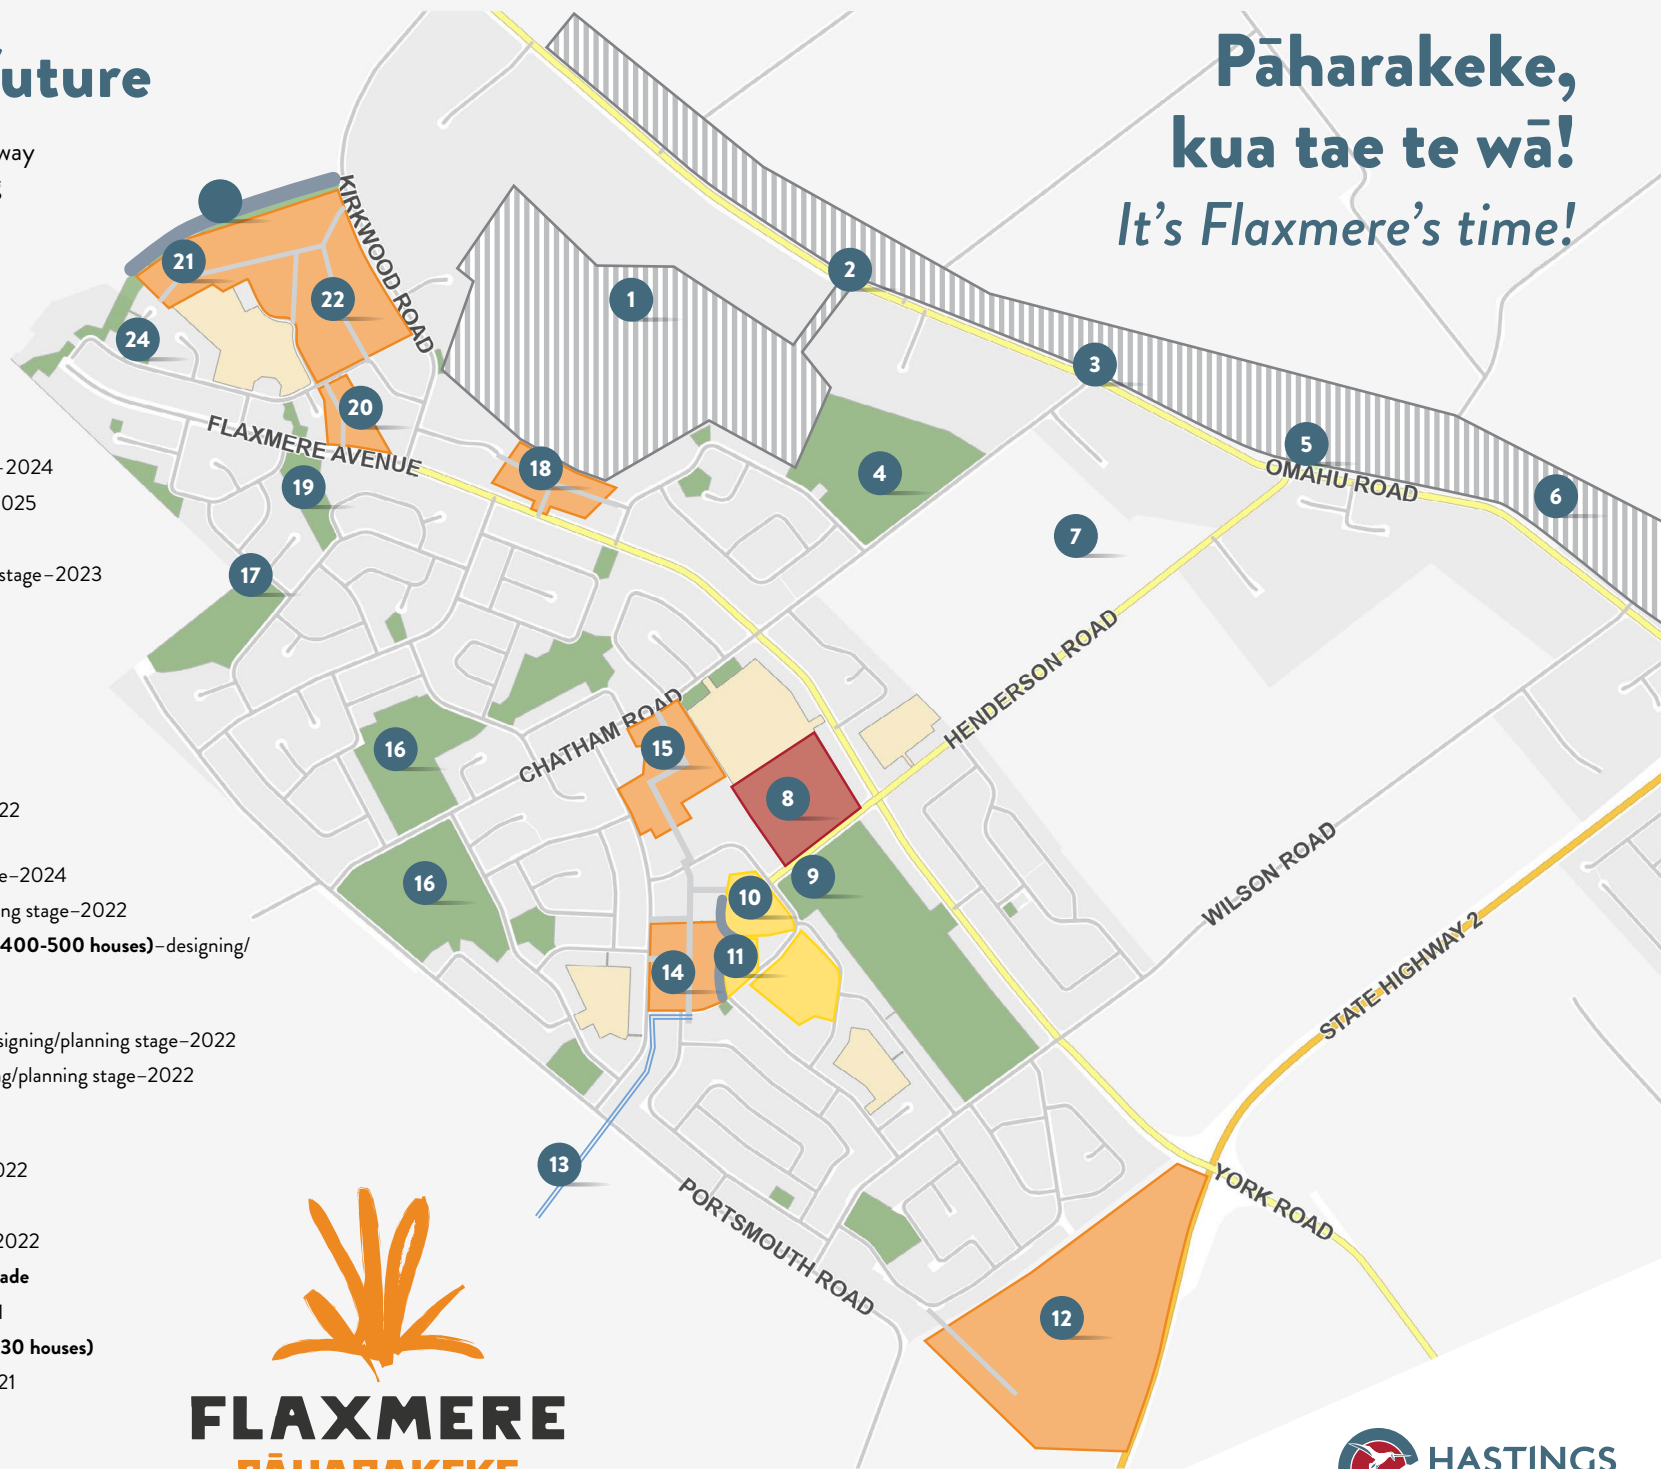 Pāharakeke,
kua tae te wā!
It's Flaxmere's time!
uture
way
–2024
025
stage–2023
22
e–2024
ng stage–2022
400-500 houses)–designing/
signing/planning stage–2022
g/planning stage–2022
022
2022
ade
30 houses)
21
KIRKWOOD ROAD
21
22
1
2
24
3
20
FLAXMERE AVENUE
18
4
5
OMAHU ROAD
19
6
7
17
HENDERSON ROAD
CHATHAM ROAD
16
15
8
WILSON ROAD
16
9
10
STATE HIGHWAY 2
11
14
13
YORK ROAD
PORTSMOUTH ROAD
12
FLAXMERE
PĀHARAKEKE
HASTINGS